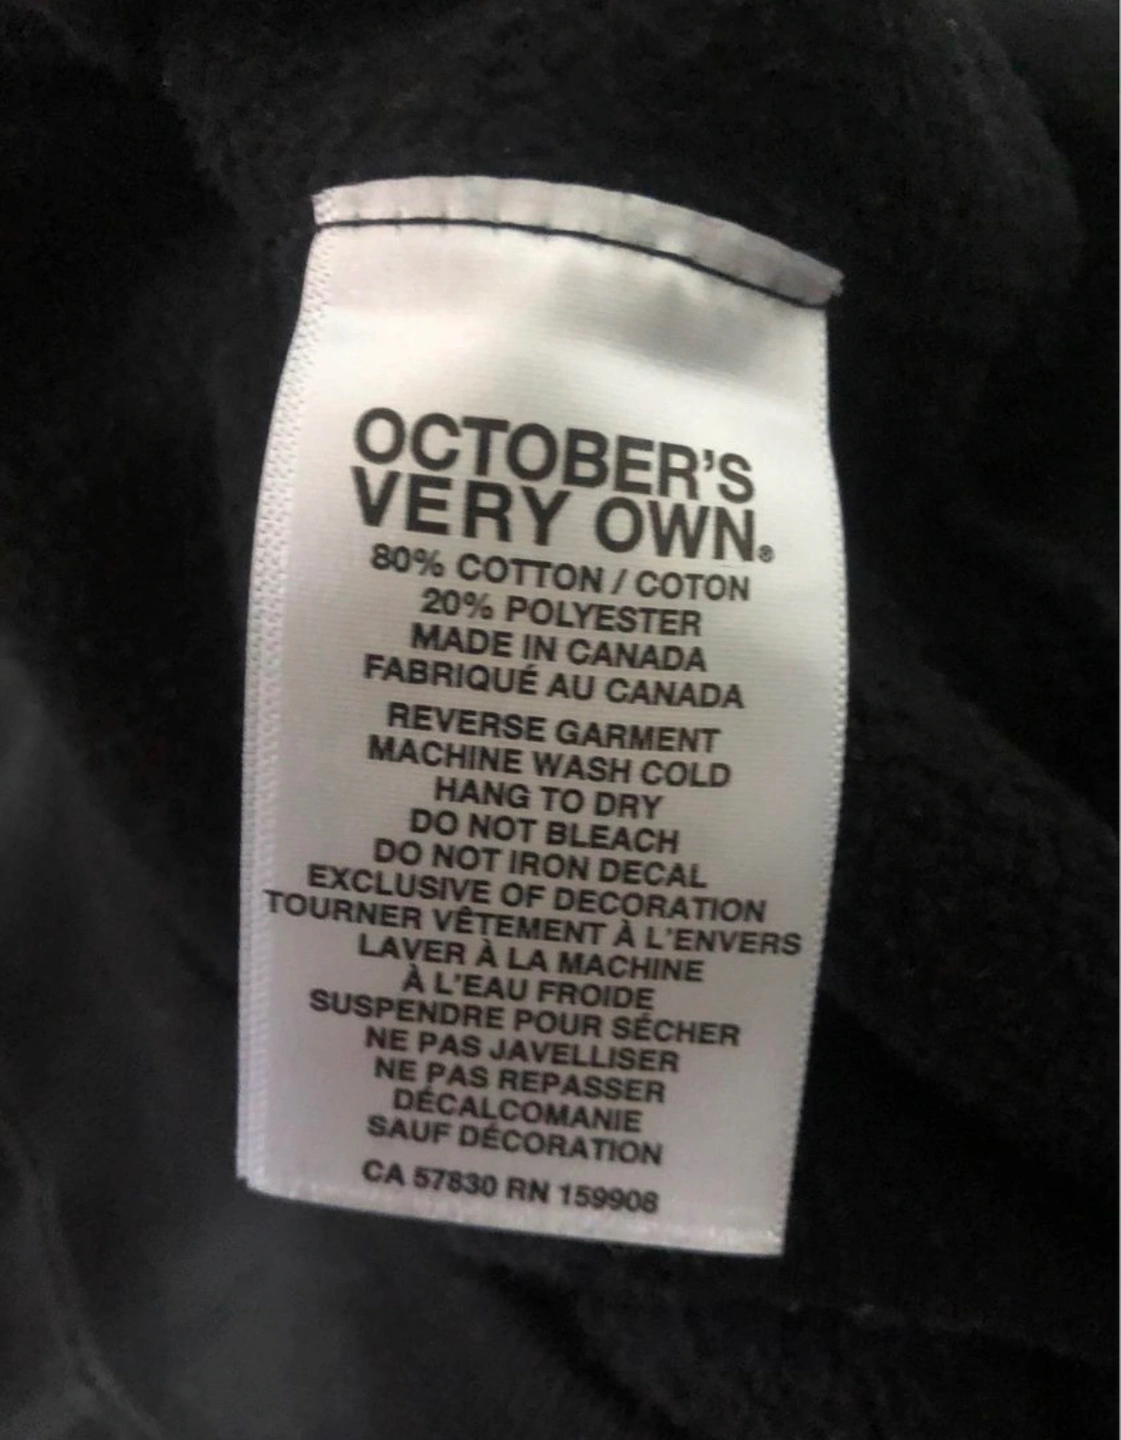 OCTOBER'S
VERY OWN®
80% COTTON / COTON
20% POLYESTER
MADE IN CANADA
FABRIQUÉ AU CANADA
REVERSE GARMENT
MACHINE WASH COLD
HANG TO DRY
DO NOT BLEACH
DO NOT IRON DECAL
EXCLUSIVE OF DECORATION
TOURNER VÊTEMENT À L'ENVERS
LAVER À LA MACHINE
À L'EAU FROIDE
SUSPENDRE POUR SÉCHER
NE PAS JAVELLISER
NE PAS REPASSER
DÉCALCOMANIE
SAUF DÉCORATION
CA 57830 RN 159908